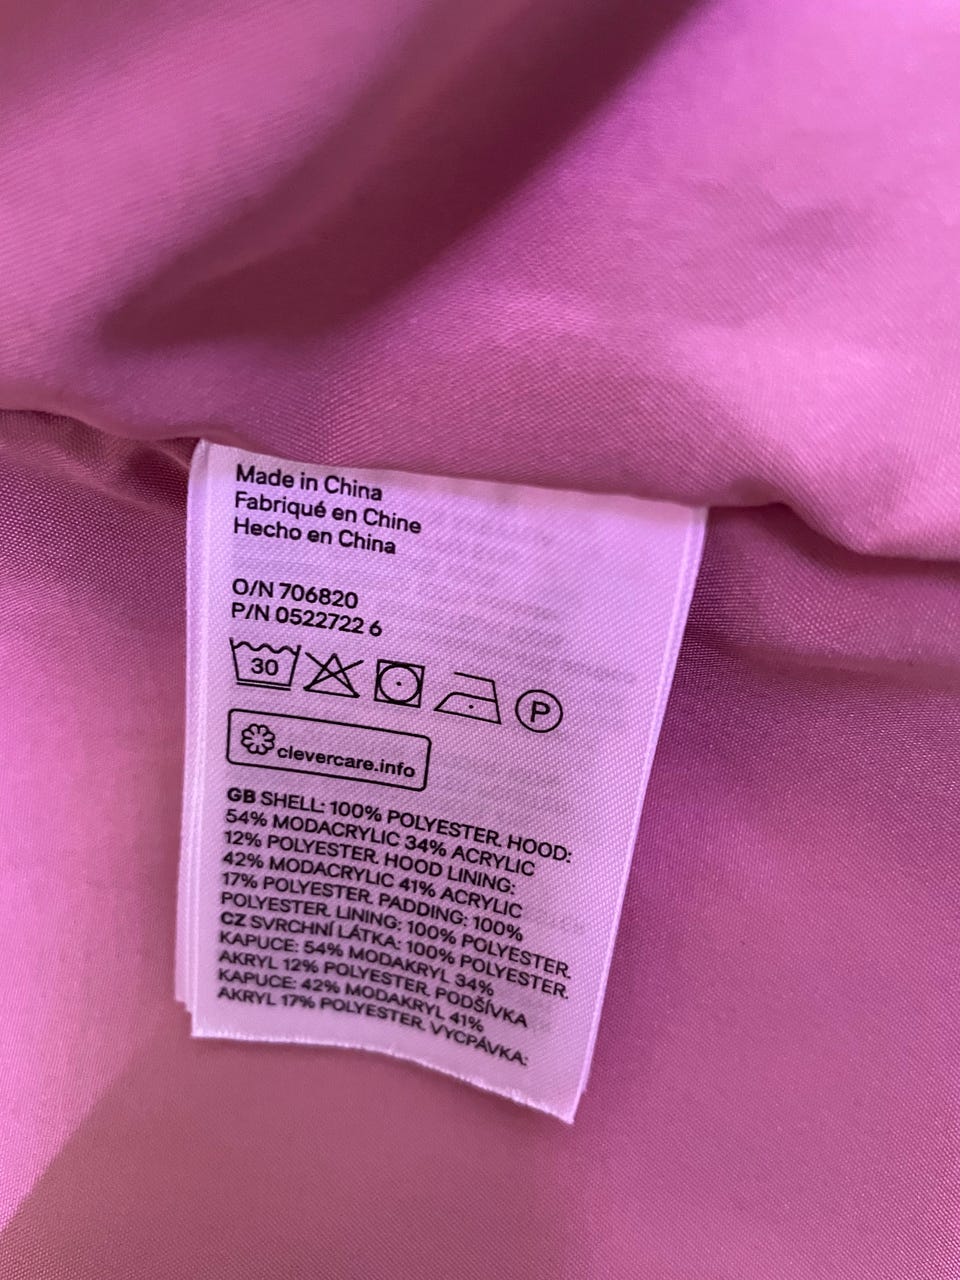 Made in China
Fabriqué en Chine
Hecho en China
O/N 706820
P/N 0522722 6
30 P
clevercare.info
GB SHELL: 100% POLYESTER. HOOD:
54% MODACRYLIC 34% ACRYLIC
12% POLYESTER. HOOD LINING:
42% MODACRYLIC 41% ACRYLIC
17% POLYESTER. PADDING: 100%
POLYESTER. LINING: 100% POLYESTER.
CZ SVRCHNÍ LÁTKA: 100% POLYESTER.
KAPUCE: 54% MODAKRYL 34%
AKRYL 12% POLYESTER. PODŠÍVKA
KAPUCE: 42% MODAKRYL 41%
AKRYL 17% POLYESTER. VYCPÁVKA: